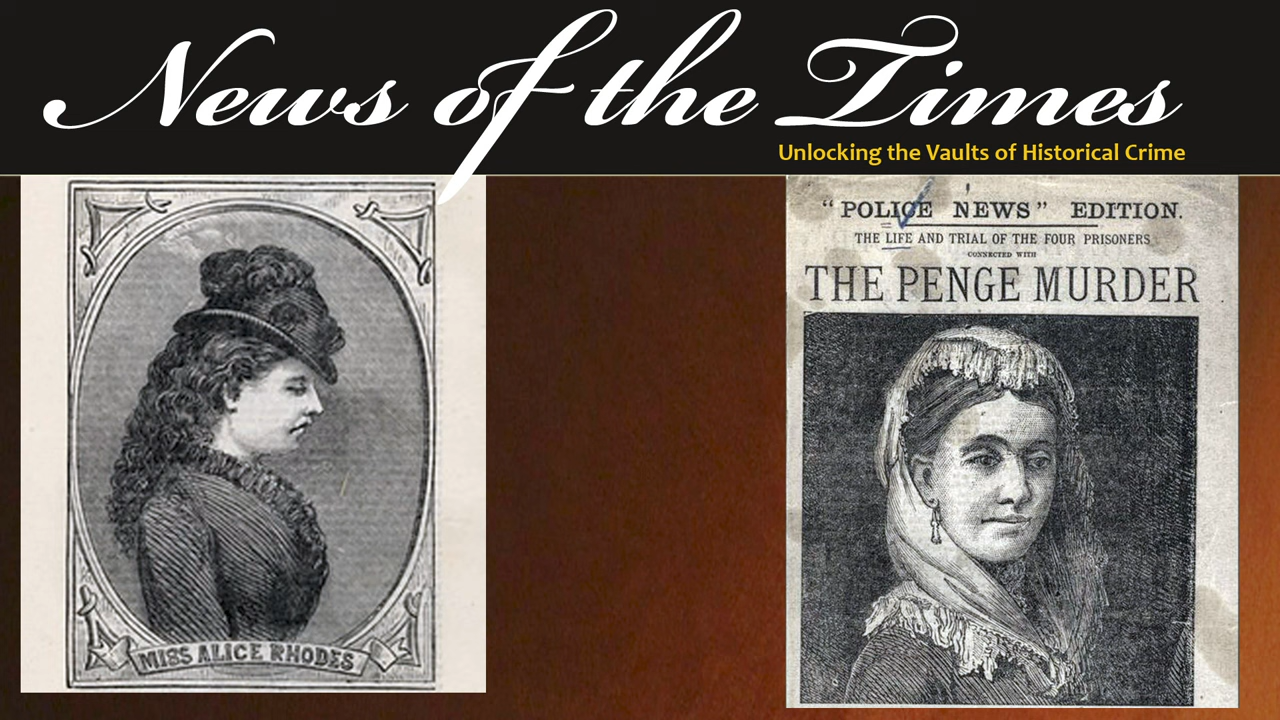 News of the Times
Unlocking the Vaults of Historical Crime
MISS ALICE RHODES
"POLICE NEWS" EDITION.
THE LIFE AND TRIAL OF THE FOUR PRISONERS
CONNECTED WITH
THE PENGE MURDER